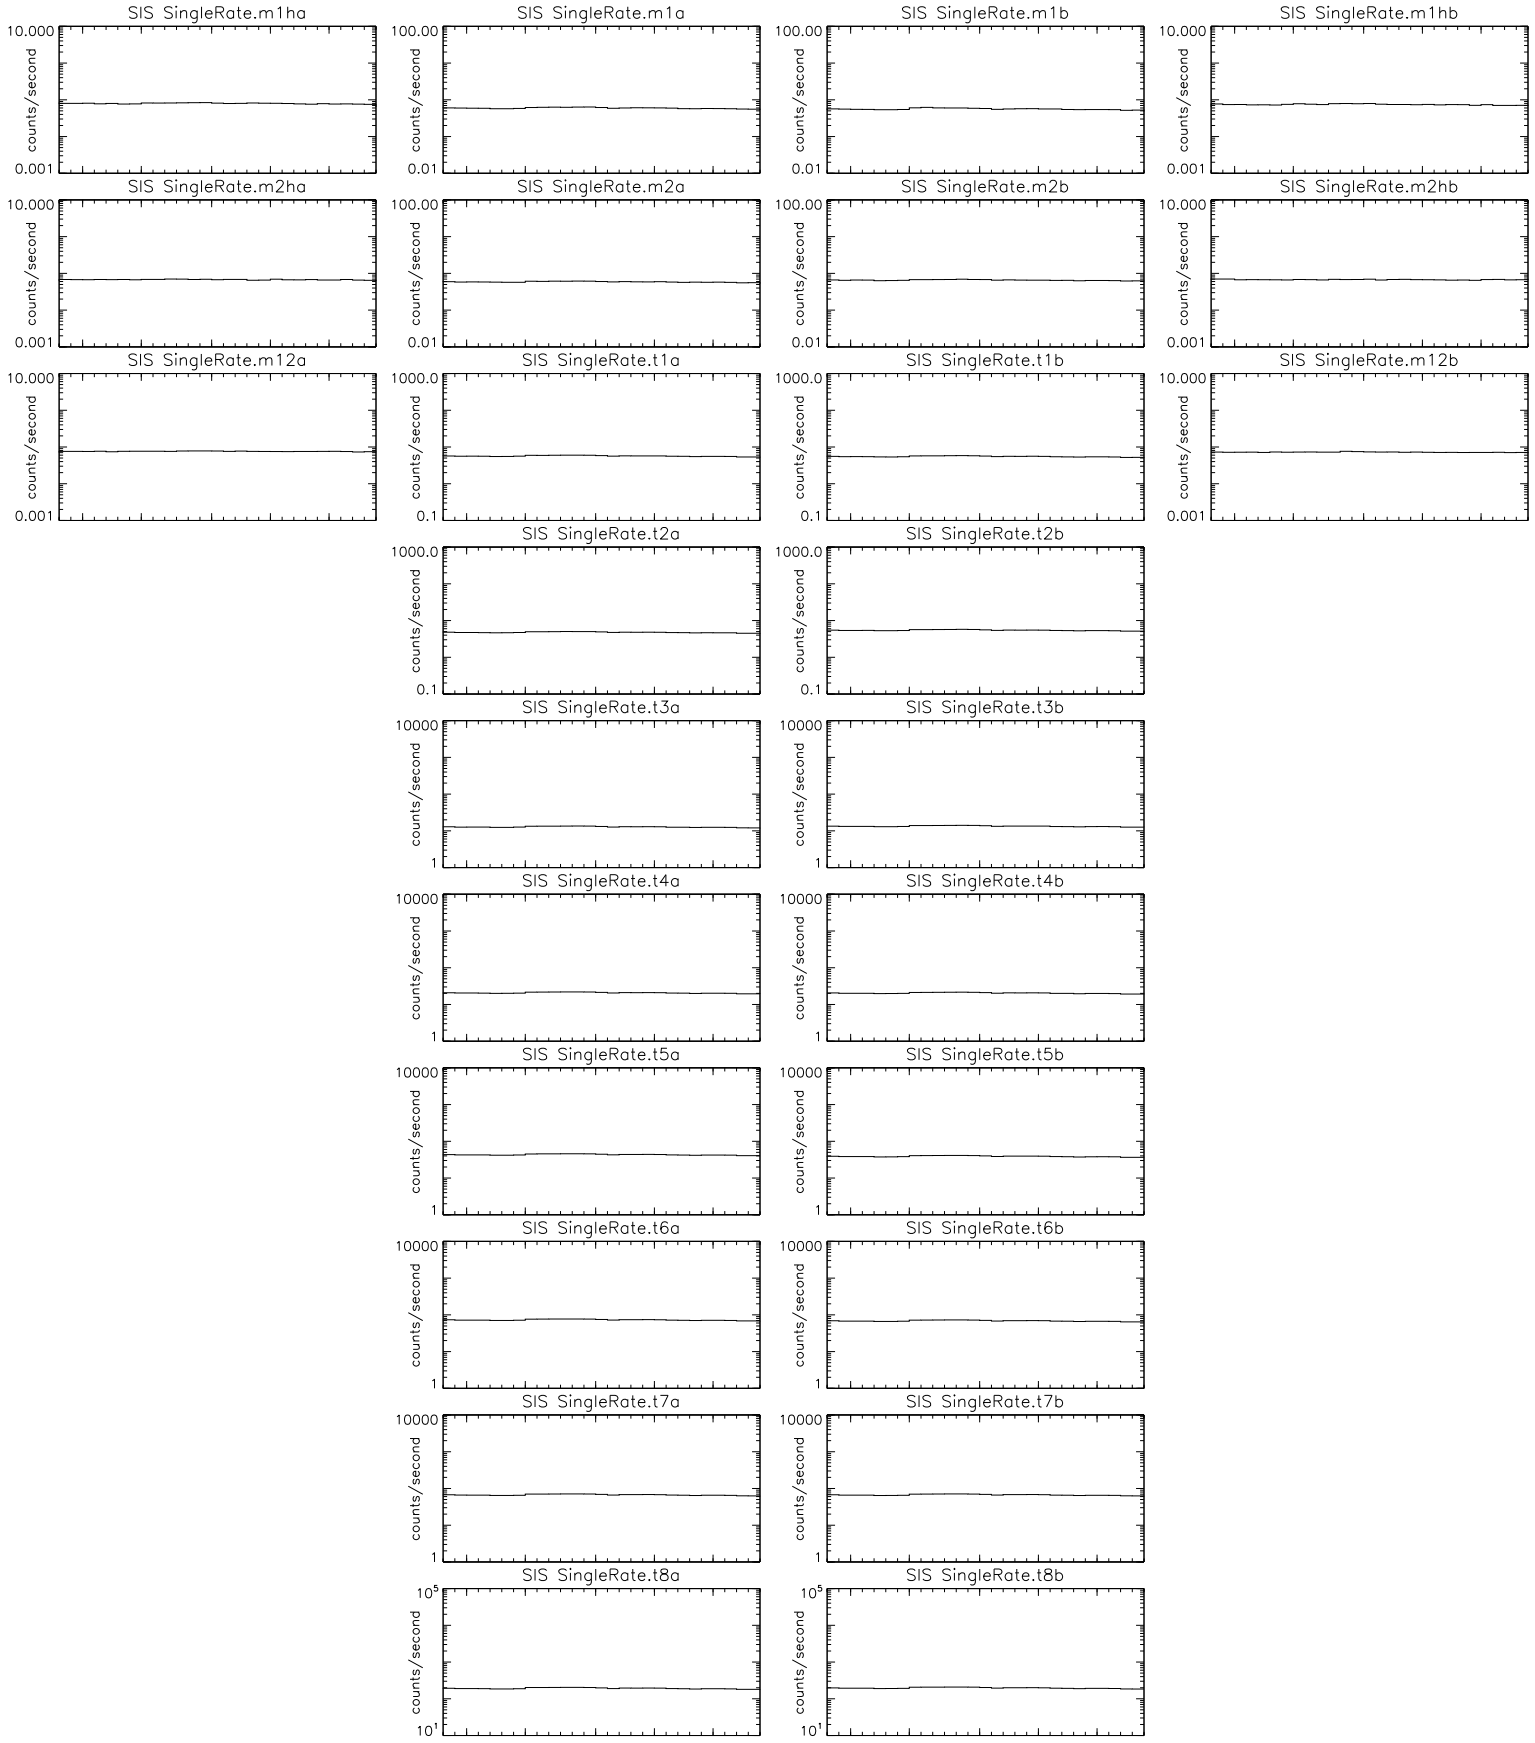 SIS SingleRate.m1ha
SIS SingleRate.m1a
SIS SingleRate.m1b
SIS SingleRate.m1hb
10.000
counts/second
0.001
100.00
counts/second
0.01
100.00
counts/second
0.01
10.000
counts/second
0.001
SIS SingleRate.m2ha
SIS SingleRate.m2a
SIS SingleRate.m2b
SIS SingleRate.m2hb
10.000
counts/second
0.001
100.00
counts/second
0.01
100.00
counts/second
0.01
10.000
counts/second
0.001
SIS SingleRate.m12a
SIS SingleRate.t1a
SIS SingleRate.t1b
SIS SingleRate.m12b
10.000
counts/second
0.001
1000.0
counts/second
0.1
1000.0
counts/second
0.1
10.000
counts/second
0.001
SIS SingleRate.t2a
SIS SingleRate.t2b
1000.0
counts/second
0.1
1000.0
counts/second
0.1
SIS SingleRate.t3a
SIS SingleRate.t3b
10000
counts/second
1
10000
counts/second
1
SIS SingleRate.t4a
SIS SingleRate.t4b
10000
counts/second
1
10000
counts/second
1
SIS SingleRate.t5a
SIS SingleRate.t5b
10000
counts/second
1
10000
counts/second
1
SIS SingleRate.t6a
SIS SingleRate.t6b
10000
counts/second
1
10000
counts/second
1
SIS SingleRate.t7a
SIS SingleRate.t7b
10000
counts/second
1
10000
counts/second
1
SIS SingleRate.t8a
SIS SingleRate.t8b
10⁵
counts/second
10¹
10⁵
counts/second
10¹